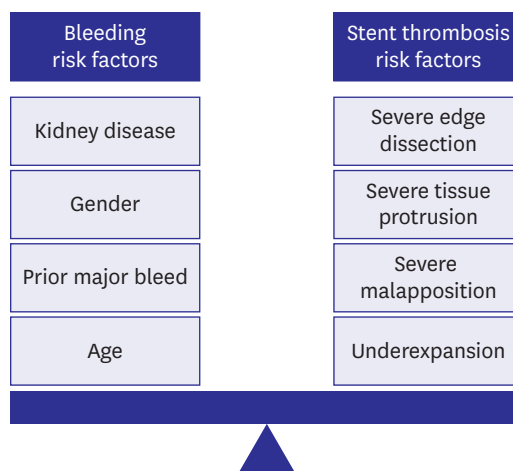 Bleeding
risk factors
Kidney disease
Gender
Prior major bleed
Age
Stent thrombosis
risk factors
Severe edge
dissection
Severe tissue
protrusion
Severe
malapposition
Underexpansion